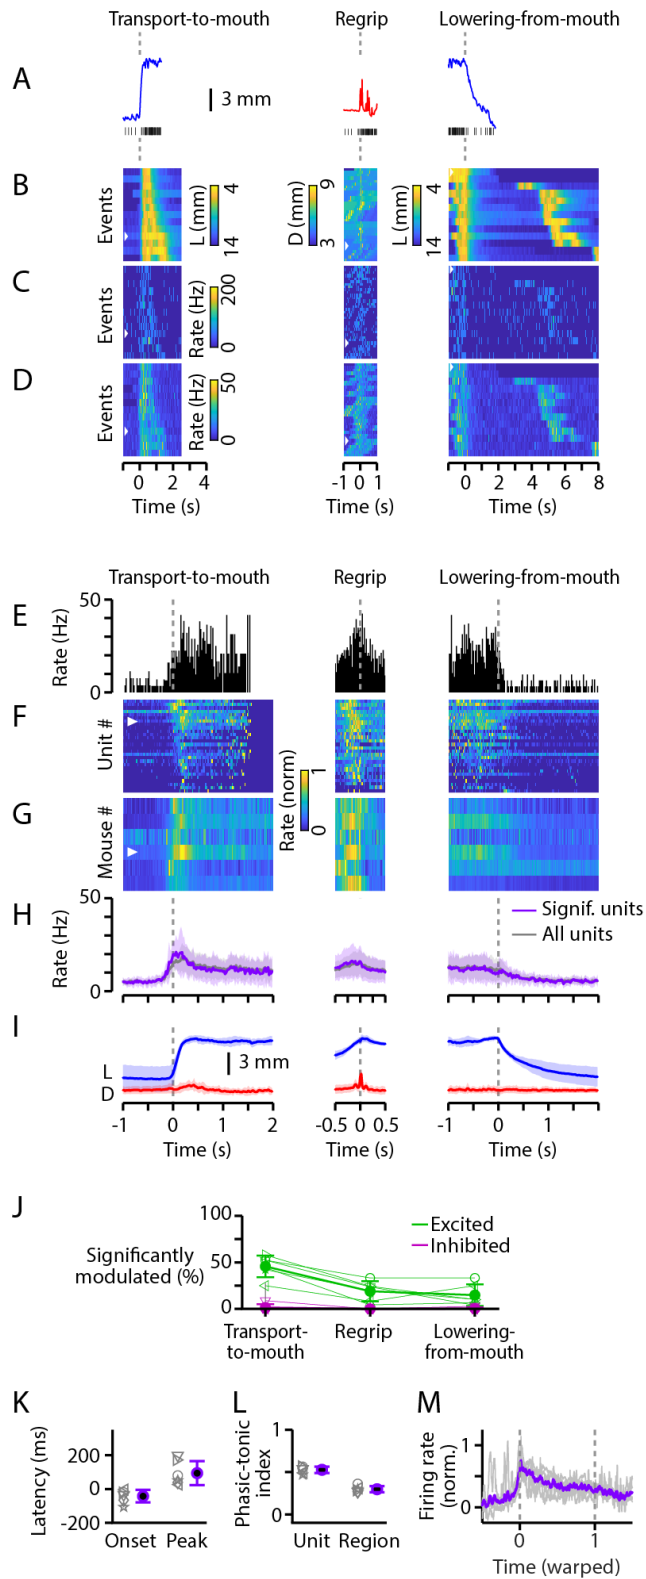 Transport-to-mouth Regrip Lowering-from-mouth
A
3 mm
B
Events
L (mm)
4
14
D (mm)
9
3
L (mm)
4
14
C
Events
Rate (Hz)
200
0
D
Events
Rate (Hz)
50
0
0 2 4
Time (s)
-1 0 1
Time (s)
0 2 4 6 8
Time (s)
Transport-to-mouth Regrip Lowering-from-mouth
E
Rate (Hz)
50
0
F
Unit #
Rate (norm)
1
0
G
Mouse #
H
Rate (Hz)
50
0
Signif. units
All units
I
L
D
3 mm
-1 0 1 2
Time (s)
-0.5 0 0.5
Time (s)
-1 0 1
Time (s)
J
Significantly
modulated (%)
100
50
0
Excited
Inhibited
Transport-
to-mouth
Regrip
Lowering-
from-mouth
K
Latency (ms)
200
0
-200
Onset Peak
L
Phasic-tonic
index
1
0
Unit Region
M
Firing rate
(norm.)
1
0
0 1
Time (warped)